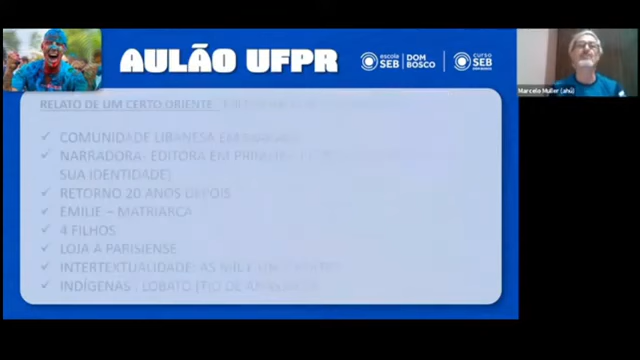 AULÃO UFPR
escola
SEB
DOM
BOSCO
curso
SEB
Marcelo Muller (ahú)
RELATO DE UM CERTO ORIENTE
COMUNIDADE LIBANESA EM
NARRADORA- EDITORA EM
SUA IDENTIDADE)
RETORNO 20 ANOS DEPOIS
EMILIE – MATRIARCA
4 FILHOS
LOJA A PARISIENSE
INTERTEXTUALIDADE: AS MIL E UMA
INDÍGENAS : LOBATO (TIO DE